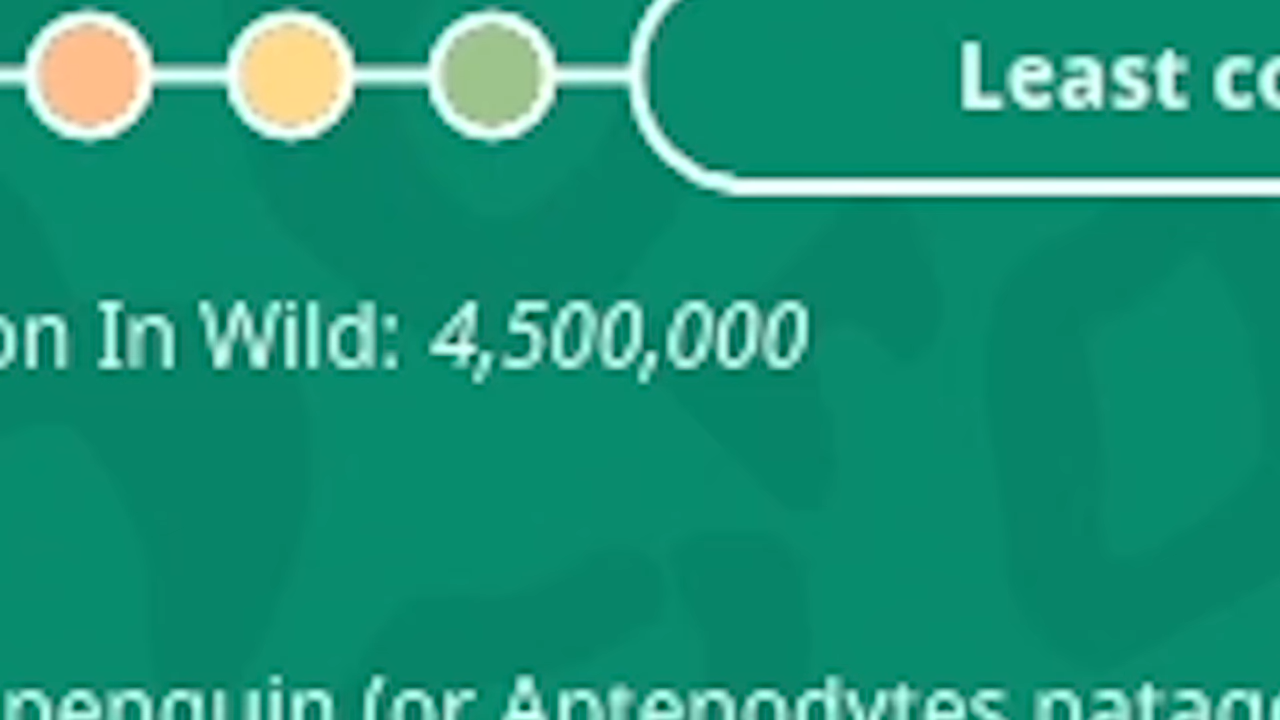 Least co
on In Wild: 4,500,000
penguin (or Aptenodytes patag